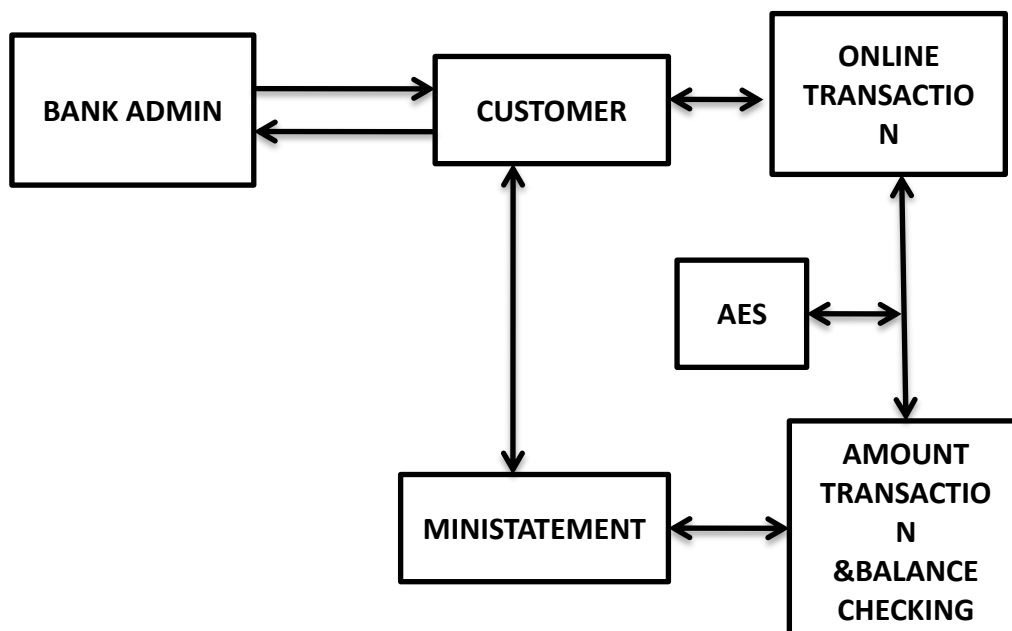 BANK ADMIN
CUSTOMER
ONLINE
TRANSACTIO
N
AES
MINISTATEMENT
AMOUNT
TRANSACTIO
N
&BALANCE
CHECKING